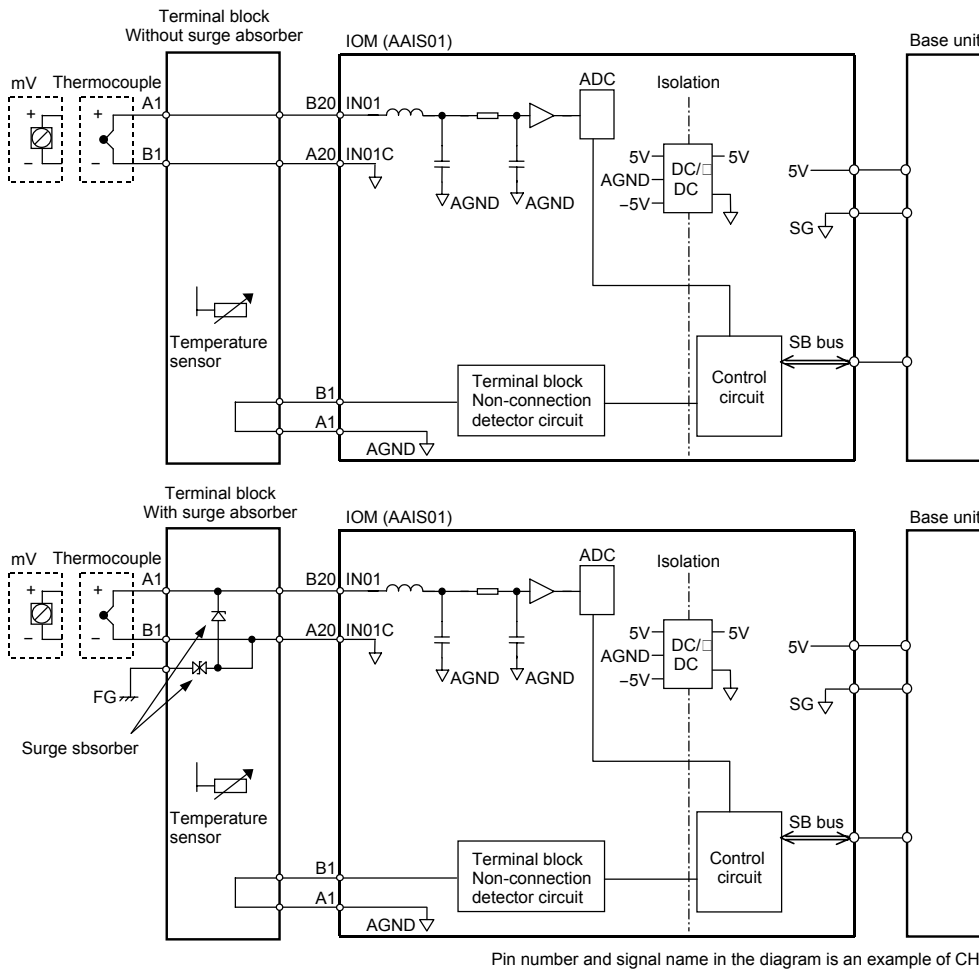 Terminal block
Without surge absorber
IOM (AAIS01)
Base unit
mV
Thermocouple
ADC
Isolation
+
+
A1
B20
IN01
−
−
B1
A20
IN01C
AGND
AGND
5V
AGND
−5V
DC/□
DC
5V
5V
SG
Temperature
sensor
SB bus
Terminal block
Non-connection
detector circuit
Control
circuit
B1
A1
AGND
Terminal block
With surge absorber
IOM (AAIS01)
Base unit
mV
Thermocouple
ADC
Isolation
+
+
A1
B20
IN01
−
−
B1
A20
IN01C
AGND
AGND
5V
AGND
−5V
DC/□
DC
5V
5V
SG
FG
Surge sbsorber
Temperature
sensor
SB bus
Terminal block
Non-connection
detector circuit
Control
circuit
B1
A1
AGND
Pin number and signal name in the diagram is an example of CH